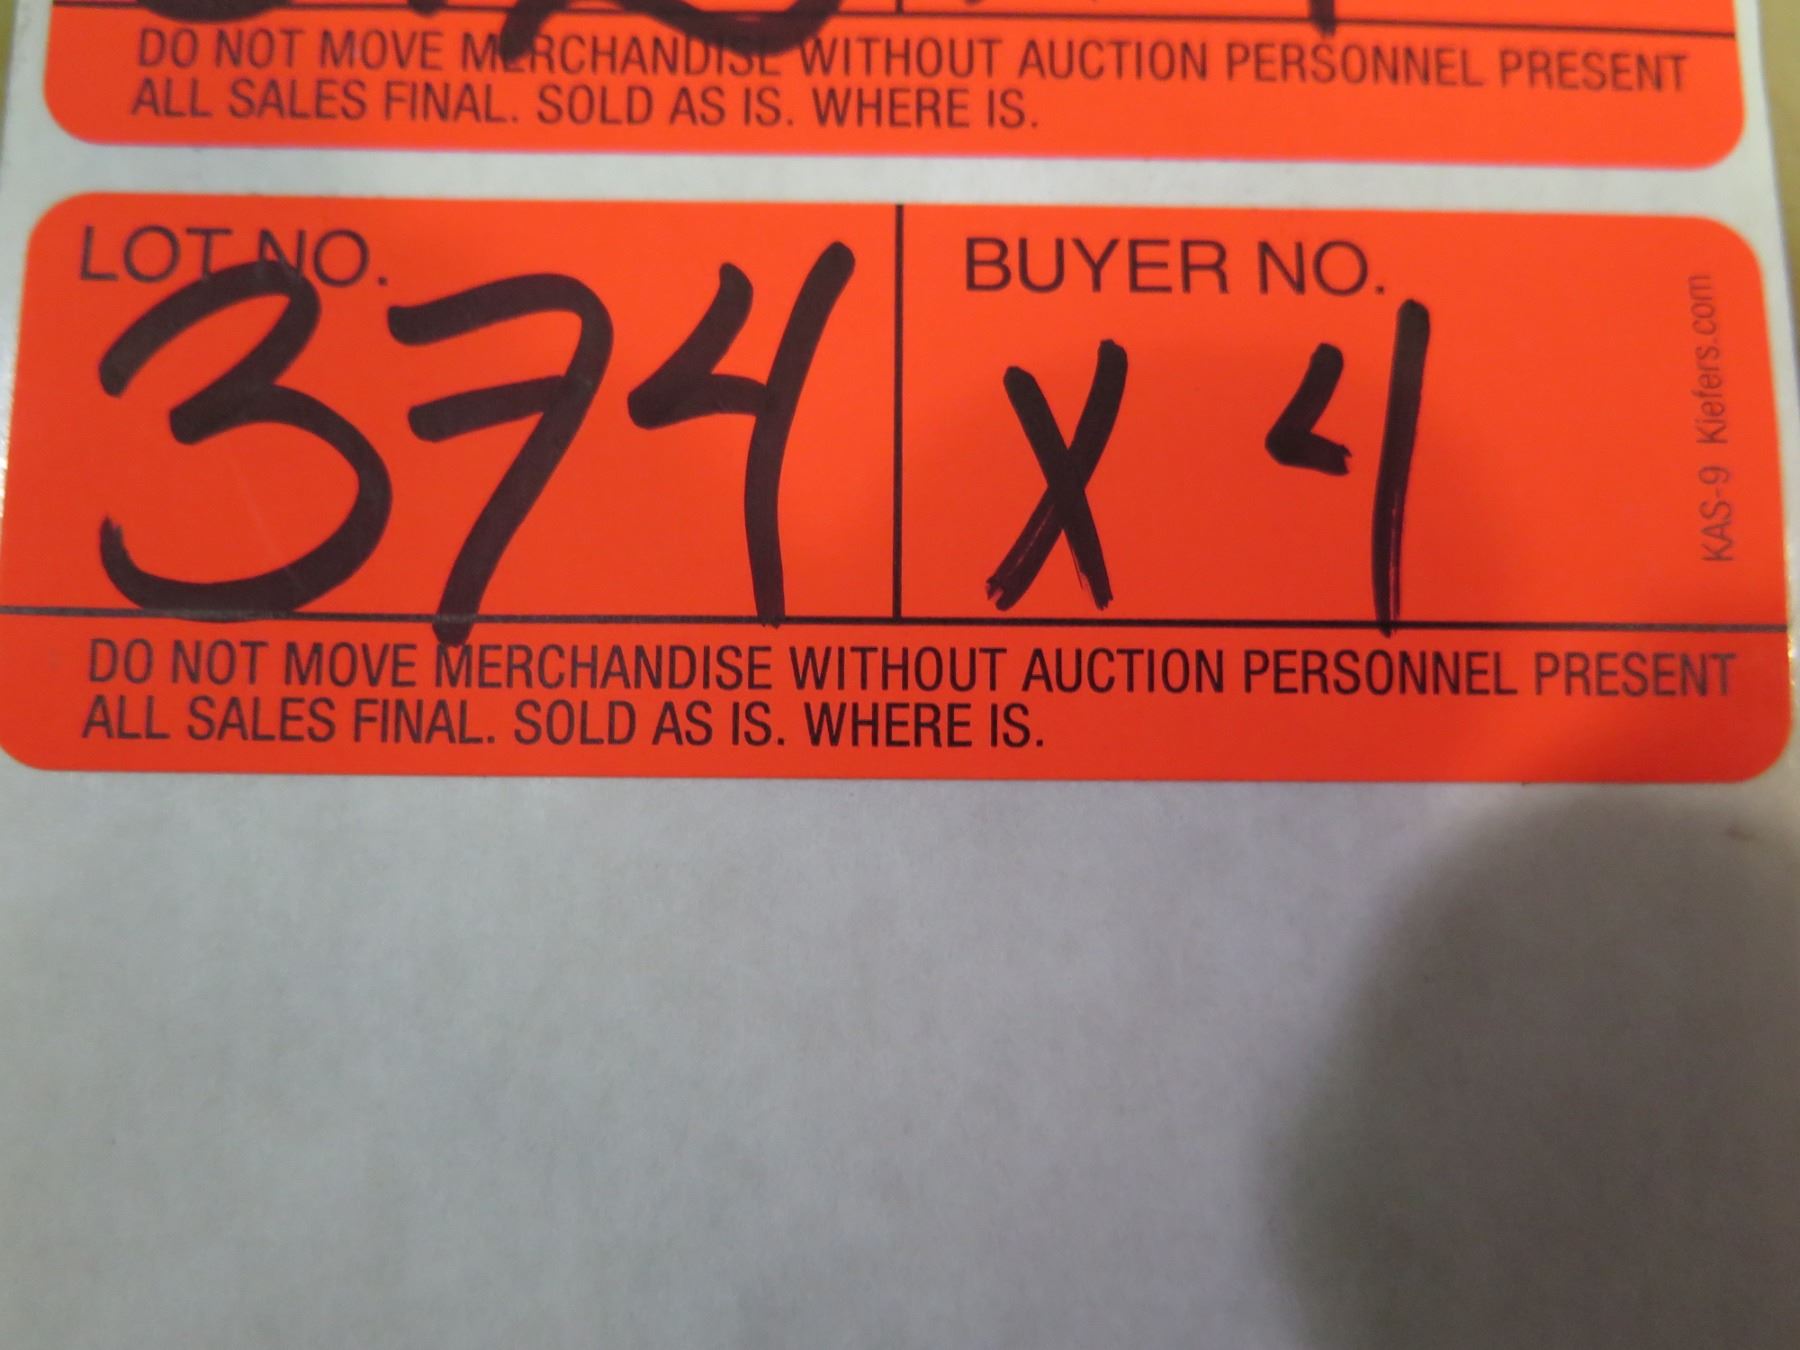 DO NOT MOVE MERCHANDISE WITHOUT AUCTION PERSONNEL PRESENT
ALL SALES FINAL. SOLD AS IS. WHERE IS.
LOT NO.
374
BUYER NO.
X 4
KAS-9 Kiefers.com
DO NOT MOVE MERCHANDISE WITHOUT AUCTION PERSONNEL PRESENT
ALL SALES FINAL. SOLD AS IS. WHERE IS.